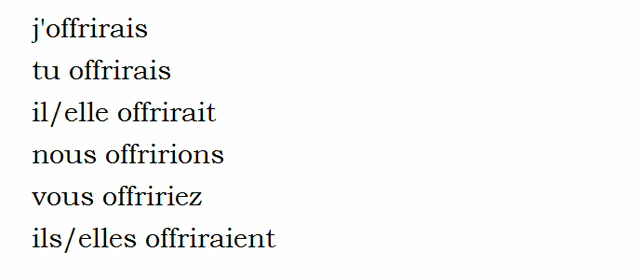 j'offrirais
tu offrirais
il/elle offrirait
nous offririons
vous offririez
ils/elles offriraient